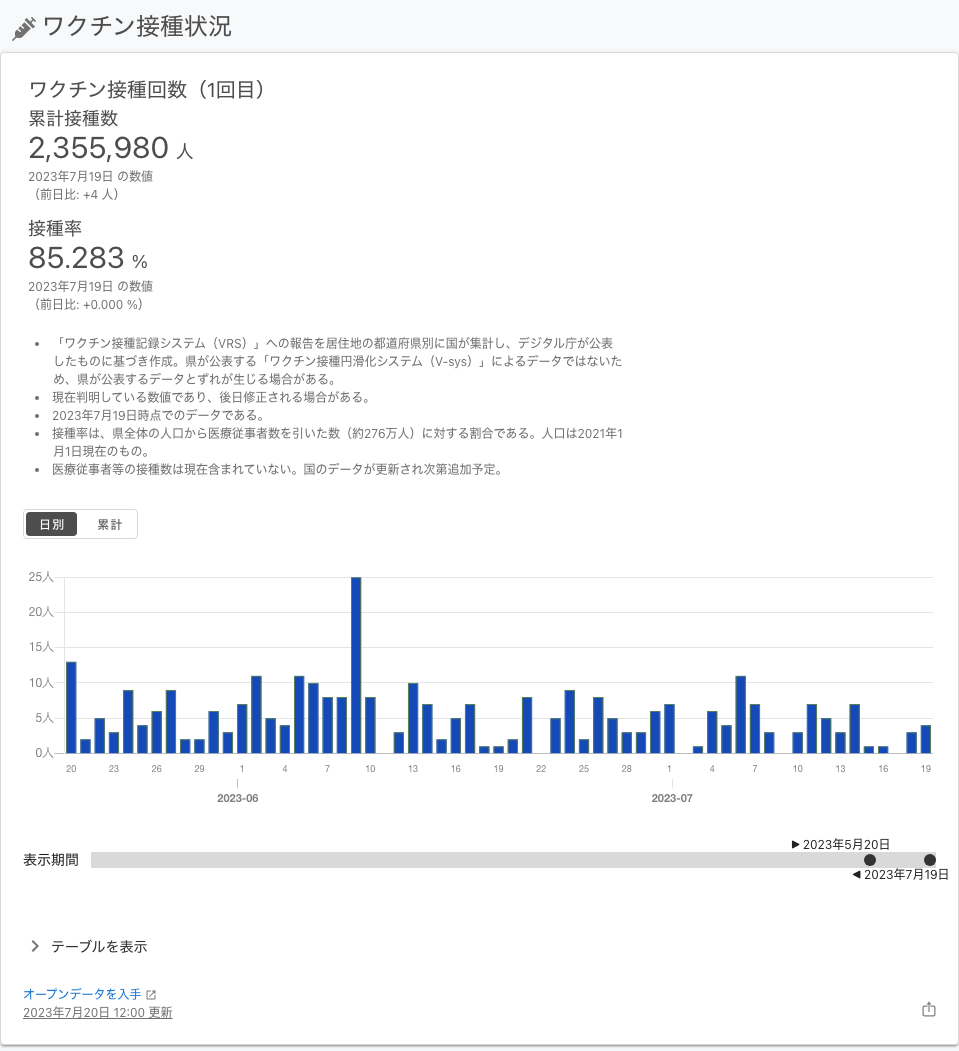 ワクチン接種状況
ワクチン接種回数（1回目）
累計接種数
2,355,980 人
2023年7月19日 の数値
（前日比: +4 人）
接種率
85.283 %
2023年7月19日 の数値
（前日比: +0.000 %）
• 「ワクチン接種記録システム（VRS）」への報告を居住地の都道府県別に国が集計し、デジタル庁が公表
したものに基づき作成。県が公表する「ワクチン接種円滑化システム（V-sys）」によるデータではないた
め、県が公表するデータとずれが生じる場合がある。
• 現在判明している数値であり、後日修正される場合がある。
• 2023年7月19日時点でのデータである。
• 接種率は、県全体の人口から医療従事者数を引いた数（約276万人）に対する割合である。人口は2021年1
月1日現在のもの。
• 医療従事者等の接種数は現在含まれていない。国のデータが更新され次第追加予定。
日別 累計
25人
20人
15人
10人
5人
0人
20 23 26 29 1 4 7 10 13 16 19 22 25 28 1 4 7 10 13 16 19
2023-06 2023-07
▶ 2023年5月20日
表示期間
◀ 2023年7月19日
テーブルを表示
オープンデータを入手
2023年7月20日 12:00 更新